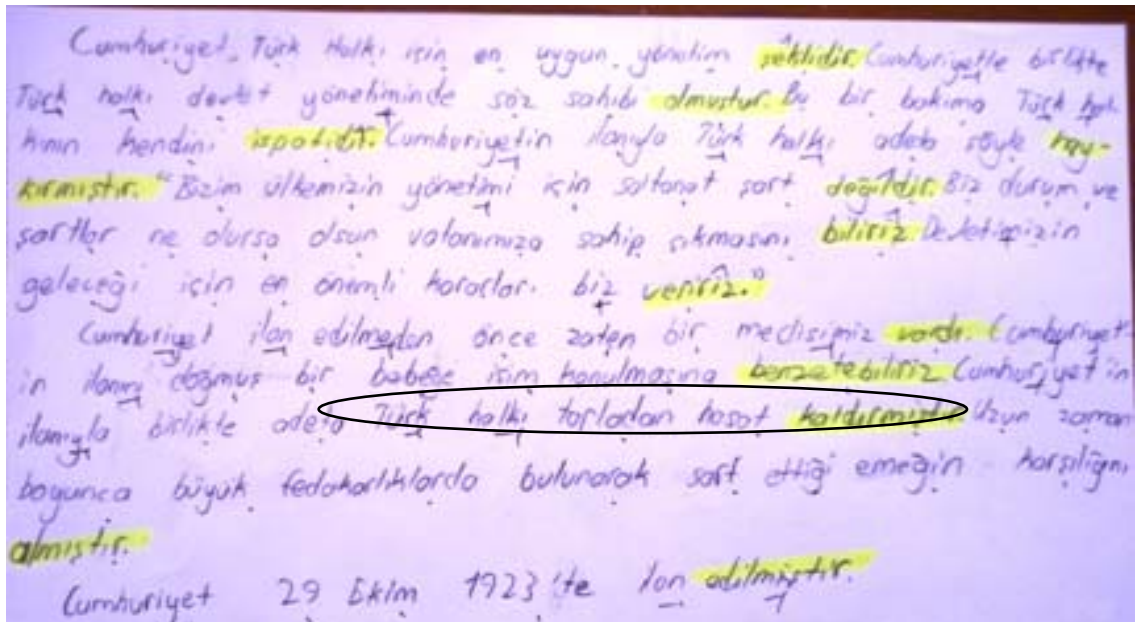 Cumhuriyet, Türk Halkı için en uygun yönetim şeklidir. Cumhuriyetle birlikte
Türk halkı devlet yönetiminde söz sahibi olmuştur. Bu bir bakıma Türk hal-
kının kendini ispatıdır. Cumhuriyetin ilanıyla Türk halkı adeta şöyle hay-
kırmıştır. "Bizim ülkemizin yönetimi için saltanat şart değildir. Biz durum ve
şartlar ne olursa olsun vatanımıza sahip çıkmasını biliriz. Devletimizin
geleceği için en önemli kararları biz veririz."
Cumhuriyet ilan edilmeden önce zaten bir meclisimiz vardı. Cumhuriyet-
in ilanını doğmuş bir bebeğe isim konulmasına benzetebiliriz. Cumhuriyet'in
ilanıyla birlikte adeta Türk halkı tarladan hasat kaldırmıştır. Uzun zaman
boyunca büyük fedakarlıklarda bulunarak sarf ettiği emeğin karşılığını
almıştır.
Cumhuriyet 29 Ekim 1923'te ilan edilmiştir.